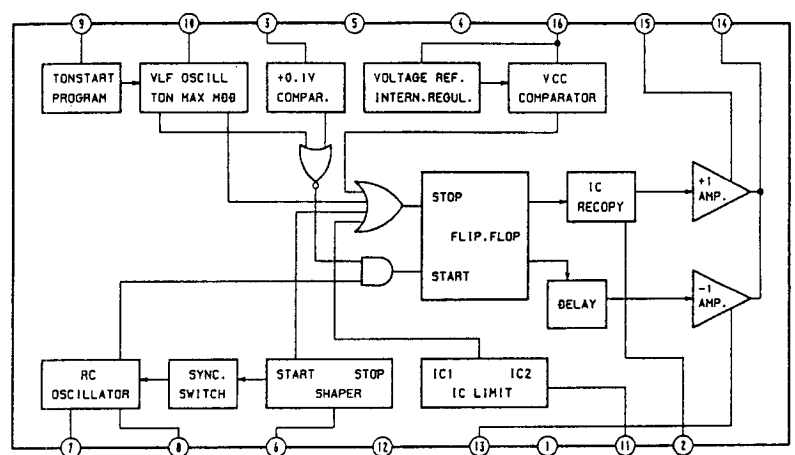 9 10 3 5 4 16 15 14
TONSTART
PROGRAM
VLF OSCILL
TON MAX MOD
+0.1V
COMPAR.
VOLTAGE REF.
INTERN.REGUL.
VCC
COMPARATOR
STOP
FLIP.FLOP
START
IC
RECOPY
+1
AMP.
DELAY
-1
AMP.
RC
OSCILLATOR
SYNC.
SWITCH
START STOP
SHAPER
IC1 IC2
IC LIMIT
7 8 6 12 13 1 11 2